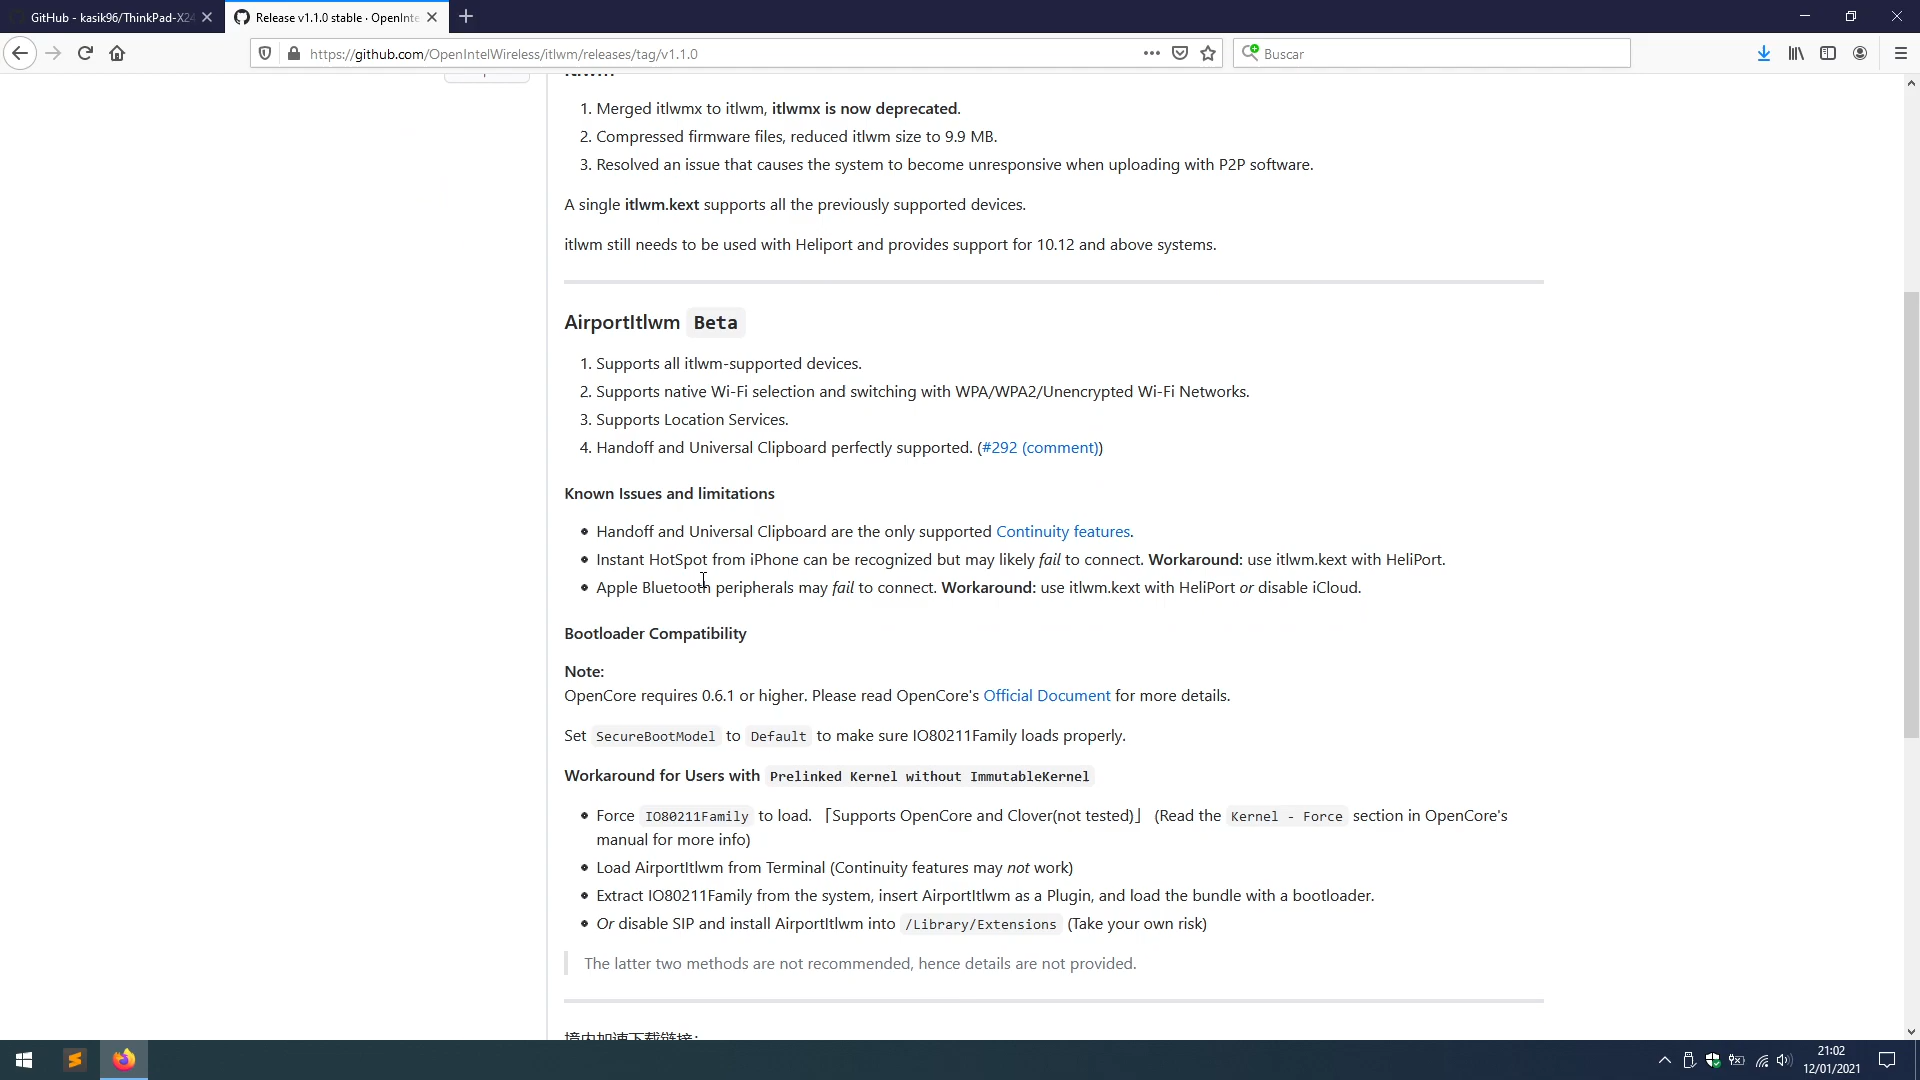 GitHub - kasik96/ThinkPad-X24
Release v1.1.0 stable · OpenInte
https://github.com/OpenIntelWireless/itlwm/releases/tag/v1.1.0
Buscar
itlwm
1. Merged itlwmx to itlwm, itlwmx is now deprecated.
2. Compressed firmware files, reduced itlwm size to 9.9 MB.
3. Resolved an issue that causes the system to become unresponsive when uploading with P2P software.
A single itlwm.kext supports all the previously supported devices.
itlwm still needs to be used with Heliport and provides support for 10.12 and above systems.
AirportItlwm Beta
1. Supports all itlwm-supported devices.
2. Supports native Wi-Fi selection and switching with WPA/WPA2/Unencrypted Wi-Fi Networks.
3. Supports Location Services.
4. Handoff and Universal Clipboard perfectly supported. (#292 (comment))
Known Issues and limitations
• Handoff and Universal Clipboard are the only supported Continuity features.
• Instant HotSpot from iPhone can be recognized but may likely fail to connect. Workaround: use itlwm.kext with HeliPort.
• Apple Bluetooth peripherals may fail to connect. Workaround: use itlwm.kext with HeliPort or disable iCloud.
Bootloader Compatibility
Note:
OpenCore requires 0.6.1 or higher. Please read OpenCore's Official Document for more details.
Set SecureBootModel to Default to make sure IO80211Family loads properly.
Workaround for Users with Prelinked Kernel without ImmutableKernel
• Force IO80211Family to load. 「Supports OpenCore and Clover(not tested)」 (Read the Kernel - Force section in OpenCore's
manual for more info)
• Load AirportItlwm from Terminal (Continuity features may not work)
• Extract IO80211Family from the system, insert AirportItlwm as a Plugin, and load the bundle with a bootloader.
• Or disable SIP and install AirportItlwm into /Library/Extensions (Take your own risk)
The latter two methods are not recommended, hence details are not provided.
境内加速下载链接:
21:02
12/01/2021